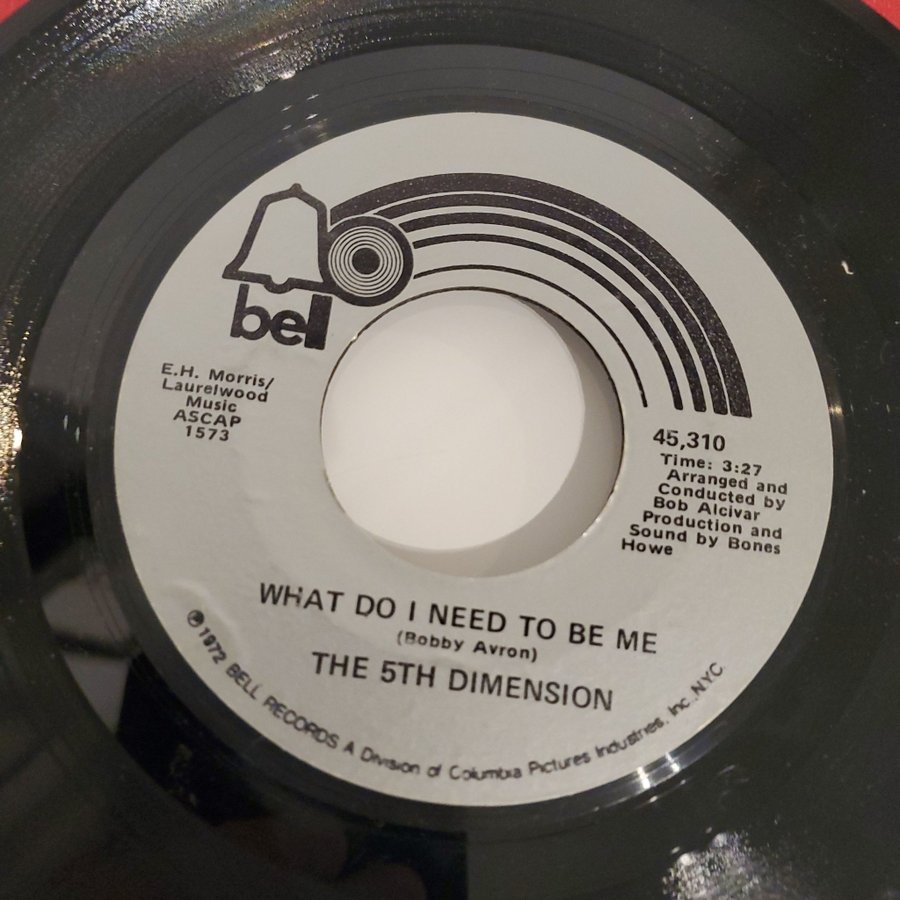 bell
E.H. Morris/
Laurelwood
Music
ASCAP
1573
45,310
Time: 3:27
Arranged and
Conducted by
Bob Alcivar
Production and
Sound by Bones
Howe
WHAT DO I NEED TO BE ME
(Bobby Avron)
THE 5TH DIMENSION
℗ 1972 BELL RECORDS A Division of Columbia Pictures Industries, Inc., N.Y.C.